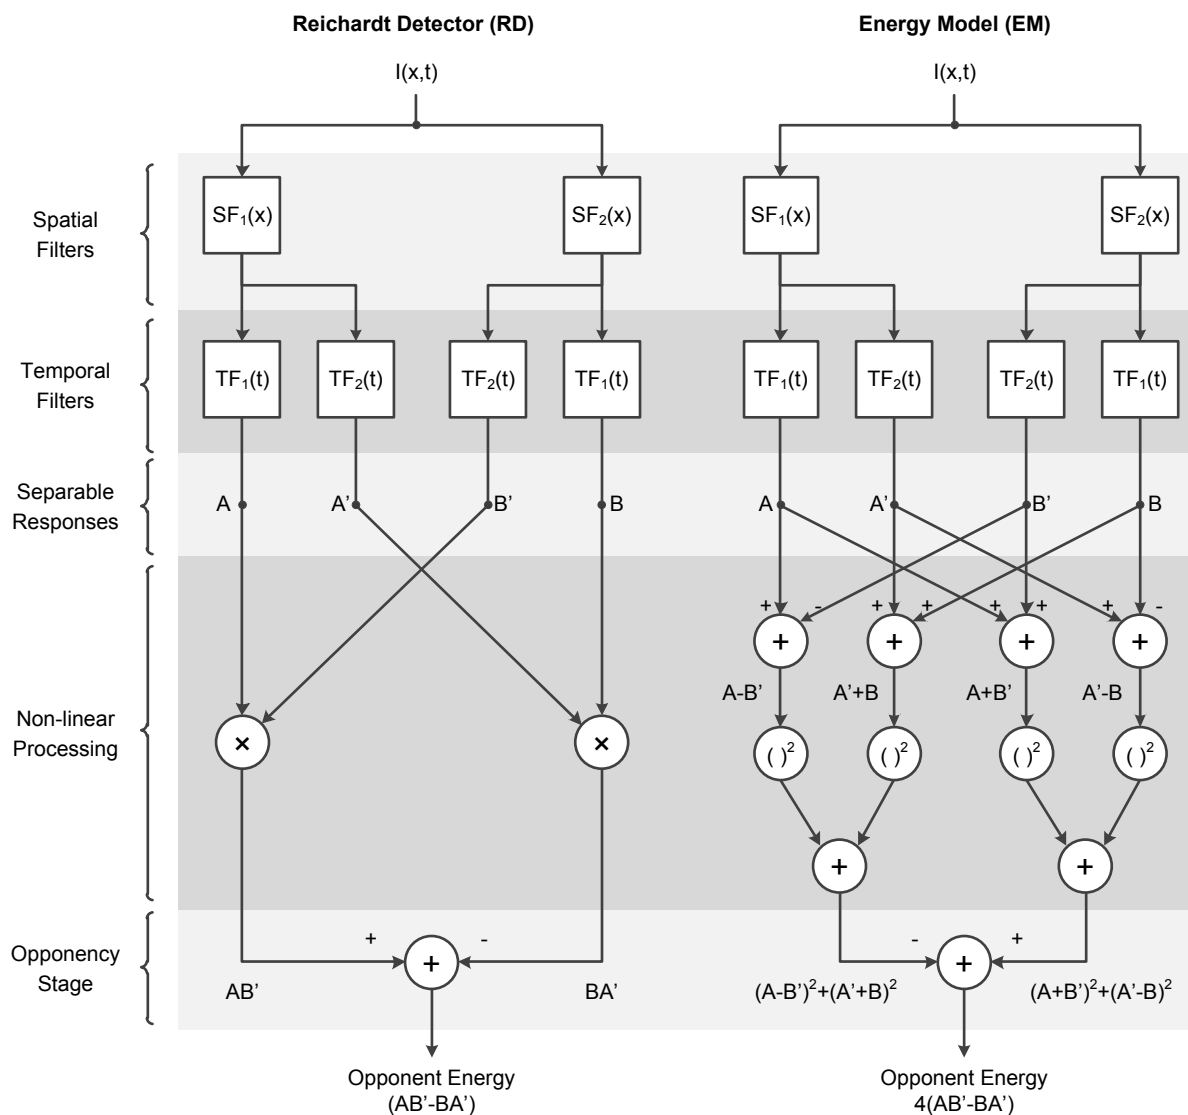 Reichardt Detector (RD)
Energy Model (EM)
I(x,t)
I(x,t)
Spatial
Filters
SF₁(x)
SF₂(x)
SF₁(x)
SF₂(x)
Temporal
Filters
TF₁(t)
TF₂(t)
TF₂(t)
TF₁(t)
TF₁(t)
TF₂(t)
TF₂(t)
TF₁(t)
Separable
Responses
A
A’
B’
B
A
A’
B’
B
Non-linear
Processing
+ - + + + + + -
+ + + +
A-B’
A’+B
A+B’
A’-B
× ×
( )²
( )²
( )²
( )²
+ +
Opponency
Stage
+ -
- +
+
+
AB’
BA’
(A-B’)²+(A’+B)²
(A+B’)²+(A’-B)²
Opponent Energy
(AB’-BA’)
Opponent Energy
4(AB’-BA’)